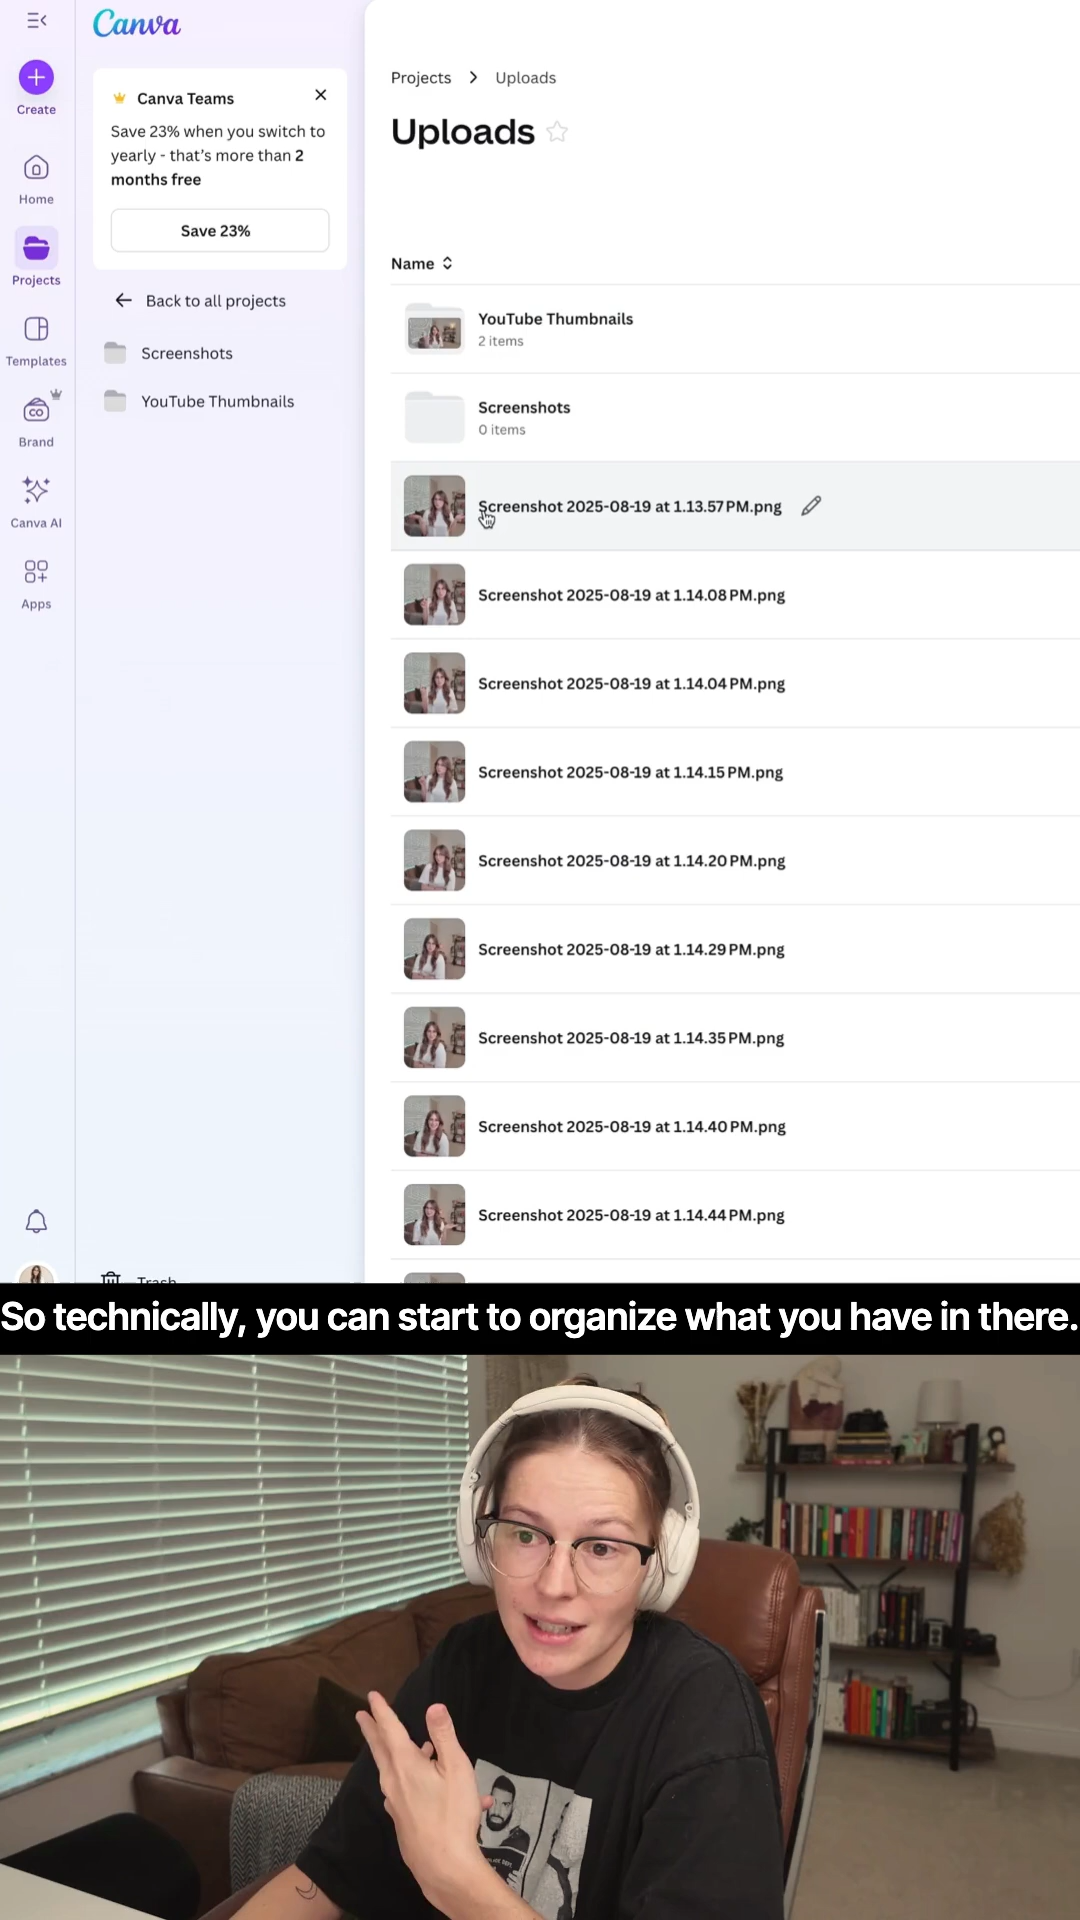 Canva
Create
Home
Projects
Templates
Brand
CO
Canva AI
Apps
Canva Teams
Save 23% when you switch to
yearly - that's more than 2
months free
Save 23%
Back to all projects
Screenshots
YouTube Thumbnails
Trash
Projects > Uploads
Uploads
Name
YouTube Thumbnails
2 items
Screenshots
0 items
Screenshot 2025-08-19 at 1.13.57 PM.png
Screenshot 2025-08-19 at 1.14.08 PM.png
Screenshot 2025-08-19 at 1.14.04 PM.png
Screenshot 2025-08-19 at 1.14.15 PM.png
Screenshot 2025-08-19 at 1.14.20 PM.png
Screenshot 2025-08-19 at 1.14.29 PM.png
Screenshot 2025-08-19 at 1.14.35 PM.png
Screenshot 2025-08-19 at 1.14.40 PM.png
Screenshot 2025-08-19 at 1.14.44 PM.png
So technically, you can start to organize what you have in there.